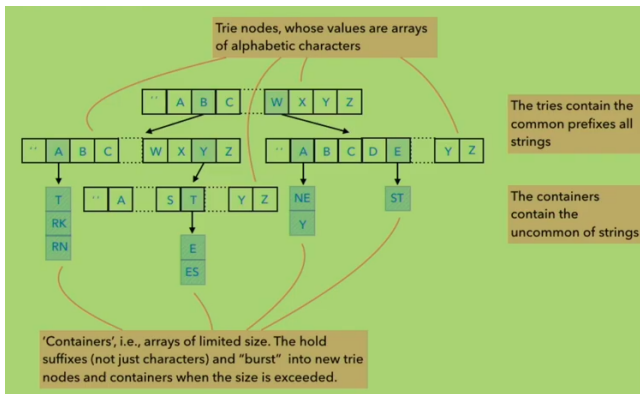 Trie nodes, whose values are arrays
of alphabetic characters
" A B C W X Y Z
The tries contain the
common prefixes all
strings
" A B C W X Y Z " A B C D E Y Z
T " A S T Y Z NE ST
RK Y
RN
E
ES
The containers
contain the
uncommon of strings
'Containers', i.e., arrays of limited size. The hold
suffixes (not just characters) and "burst" into new trie
nodes and containers when the size is exceeded.